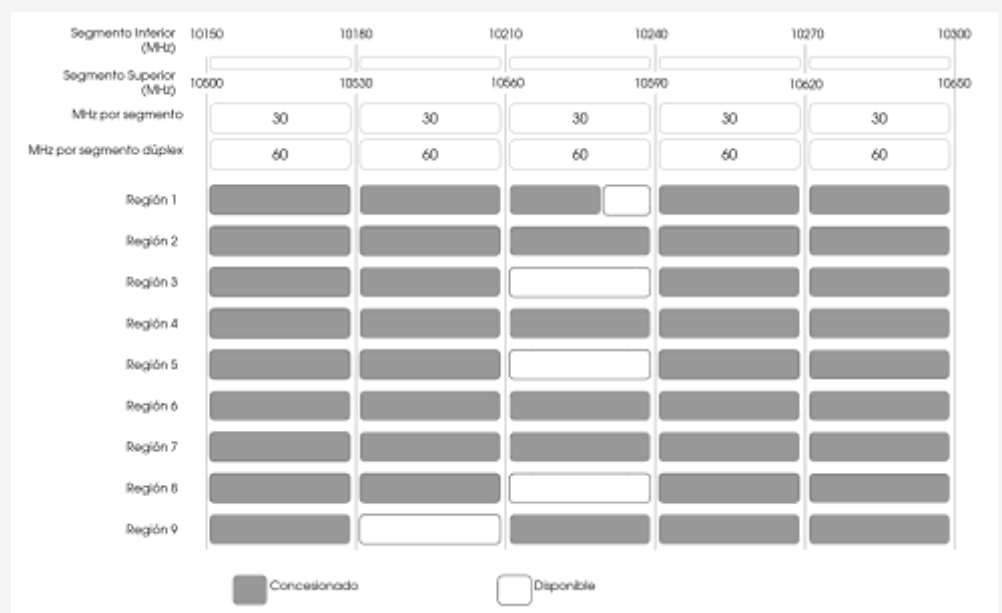 Segmento Inferior (MHz) 10150 10180 10210 10240 10270 10300
Segmento Superior (MHz) 10500 10530 10560 10590 10620 10650
MHz por segmento 30 30 30 30 30
MHz por segmento dúplex 60 60 60 60 60
Región 1
Región 2
Región 3
Región 4
Región 5
Región 6
Región 7
Región 8
Región 9
Concesionado Disponible